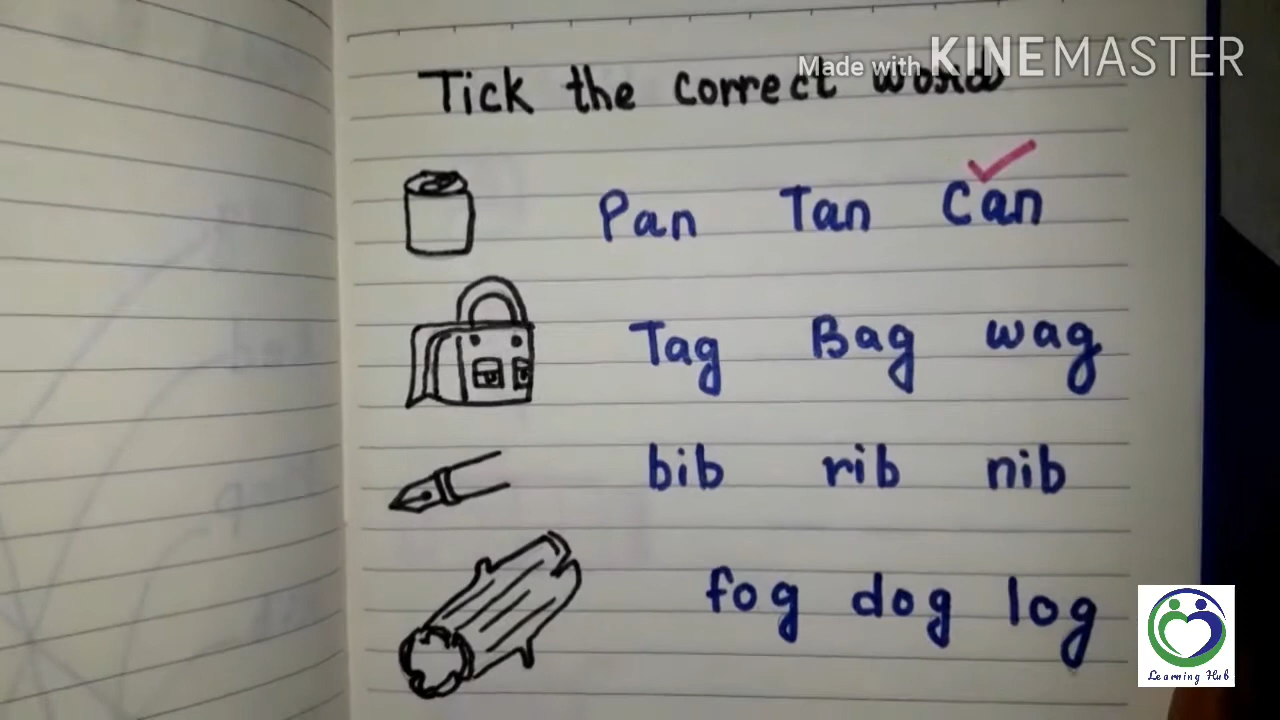 Made with KINEMASTER
Tick the correct word
Pan Tan Can
Tag Bag wag
bib rib nib
fog dog log
Learning Hub